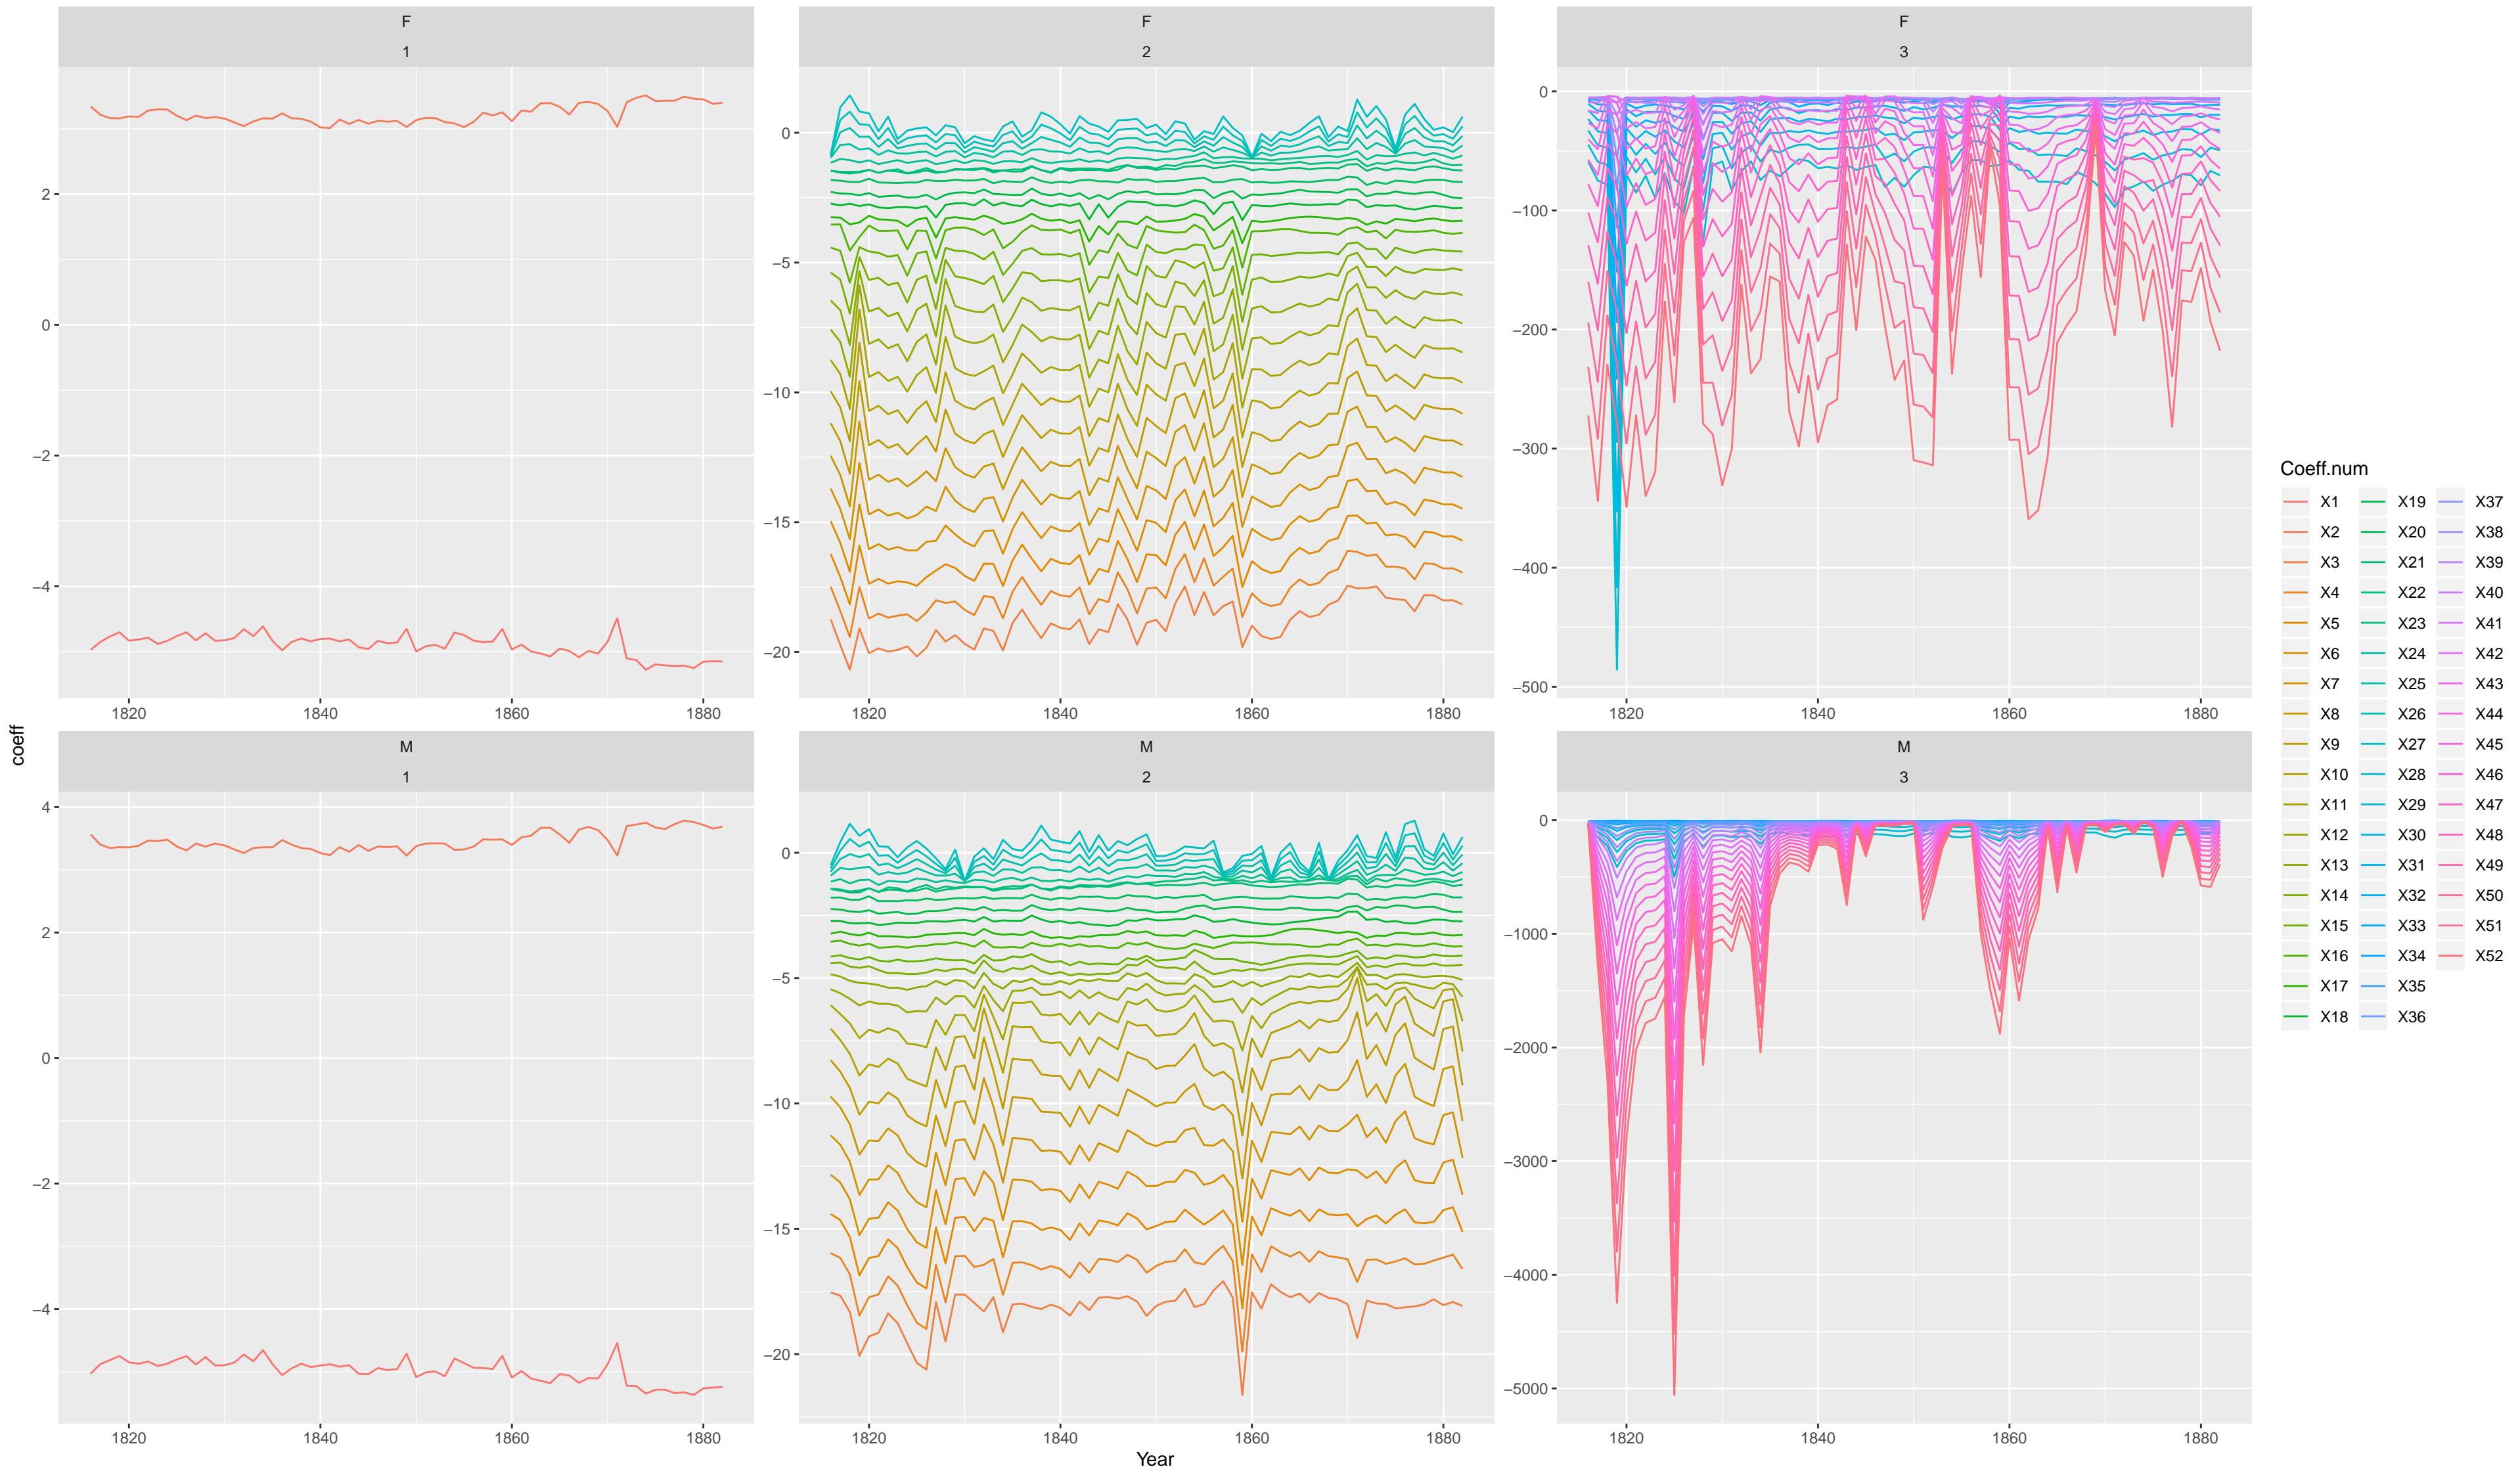 F
1
F
2
F
3
2
0
−2
−4
1820
1840
1860
1880
0
−5
−10
−15
−20
1820
1840
1860
1880
0
−100
−200
−300
−400
−500
1820
1840
1860
1880
M
1
M
2
M
3
4
2
0
−2
−4
1820
1840
1860
1880
0
−5
−10
−15
−20
1820
1840
1860
1880
0
−1000
−2000
−3000
−4000
−5000
1820
1840
1860
1880
coeff
Year
Coeff.num
X1
X2
X3
X4
X5
X6
X7
X8
X9
X10
X11
X12
X13
X14
X15
X16
X17
X18
X19
X20
X21
X22
X23
X24
X25
X26
X27
X28
X29
X30
X31
X32
X33
X34
X35
X36
X37
X38
X39
X40
X41
X42
X43
X44
X45
X46
X47
X48
X49
X50
X51
X52